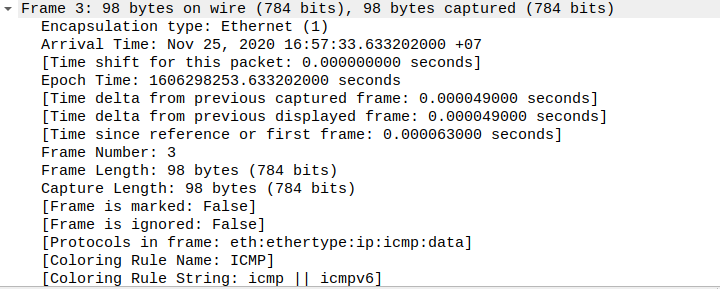 Frame 3: 98 bytes on wire (784 bits), 98 bytes captured (784 bits)
Encapsulation type: Ethernet (1)
Arrival Time: Nov 25, 2020 16:57:33.633202000 +07
[Time shift for this packet: 0.000000000 seconds]
Epoch Time: 1606298253.633202000 seconds
[Time delta from previous captured frame: 0.000049000 seconds]
[Time delta from previous displayed frame: 0.000049000 seconds]
[Time since reference or first frame: 0.000063000 seconds]
Frame Number: 3
Frame Length: 98 bytes (784 bits)
Capture Length: 98 bytes (784 bits)
[Frame is marked: False]
[Frame is ignored: False]
[Protocols in frame: eth:ethertype:ip:icmp:data]
[Coloring Rule Name: ICMP]
[Coloring Rule String: icmp || icmpv6]